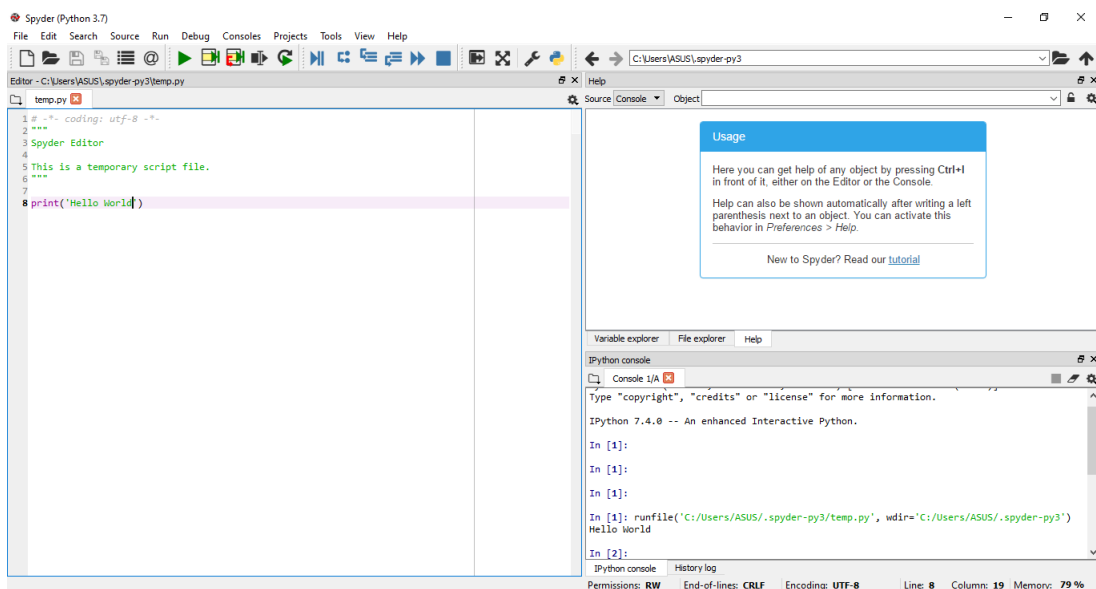 Spyder (Python 3.7)
File Edit Search Source Run Debug Consoles Projects Tools View Help
C:\Users\ASUS\.spyder-py3
Editor - C:\Users\ASUS\.spyder-py3\temp.py
temp.py
1 # -*- coding: utf-8 -*-
2 """
3 Spyder Editor
4
5 This is a temporary script file.
6 """
7
8 print('Hello World')
Help
Source Console Object
Usage
Here you can get help of any object by pressing Ctrl+I
in front of it, either on the Editor or the Console.
Help can also be shown automatically after writing a left
parenthesis next to an object. You can activate this
behavior in Preferences > Help.
New to Spyder? Read our tutorial
Variable explorer File explorer Help
IPython console
Console 1/A
Type "copyright", "credits" or "license" for more information.
IPython 7.4.0 -- An enhanced Interactive Python.
In [1]:
In [1]:
In [1]:
In [1]: runfile('C:/Users/ASUS/.spyder-py3/temp.py', wdir='C:/Users/ASUS/.spyder-py3')
Hello World
In [2]:
IPython console History log
Permissions: RW End-of-lines: CRLF Encoding: UTF-8 Line: 8 Column: 19 Memory: 79 %